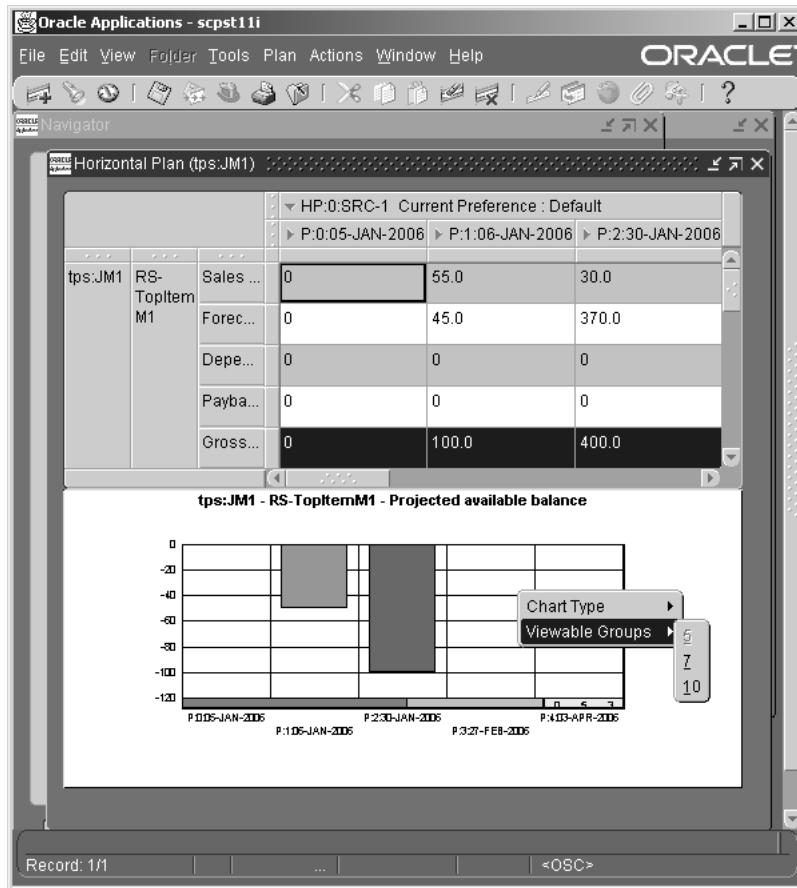 Oracle Applications - scpst11i
File Edit View Folder Tools Plan Actions Window Help
ORACLE
Navigator
Horizontal Plan (tps:JM1)
HP:0:SRC-1 Current Preference : Default
P:0:05-JAN-2006 P:1:06-JAN-2006 P:2:30-JAN-2006
tps:JM1 RS-TopItem M1 Sales ... 0 55.0 30.0
Forec... 0 45.0 370.0
Depe... 0 0 0
Payba... 0 0 0
Gross... 0 100.0 400.0
tps:JM1 - RS-TopItemM1 - Projected available balance
0
-20
-40
-60
-80
-100
-120
Chart Type
Viewable Groups
5
7
10
P:0:05-JAN-2006 P:2:30-JAN-2006 P:4:03-APR-2006
P:1:06-JAN-2006 P:3:27-FEB-2006
Record: 1/1 ... <OSC>